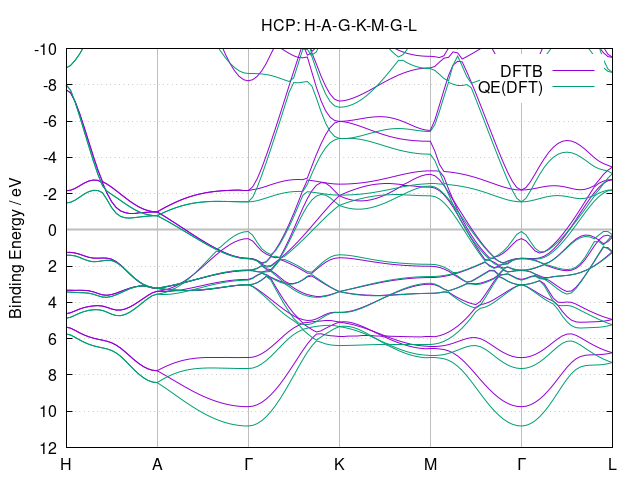 HCP: H-A-G-K-M-G-L
DFTB
QE(DFT)
Binding Energy / eV
-10
-8
-6
-4
-2
0
2
4
6
8
10
12
H A Γ K M Γ L